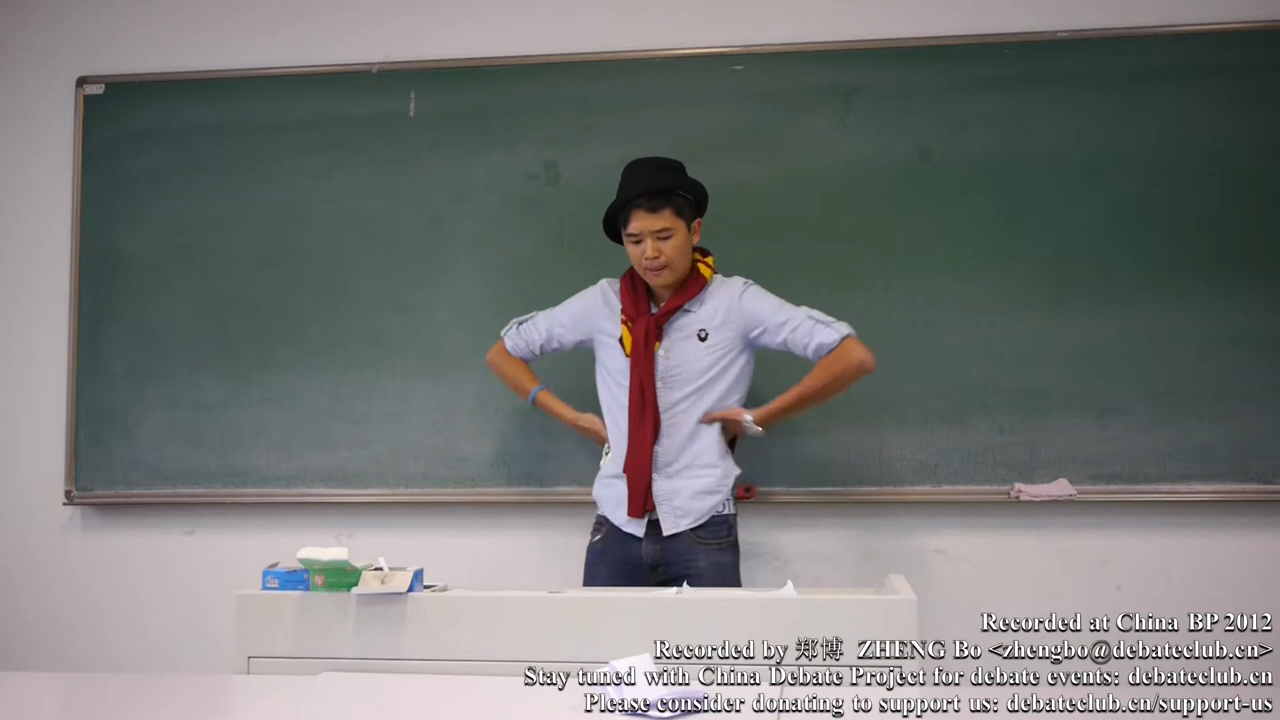 Recorded at China BP 2012
Recorded by 郑博 ZHENG Bo <zhengbo@debateclub.cn>
Stay tuned with China Debate Project for debate events: debateclub.cn
Please consider donating to support us: debateclub.cn/support-us